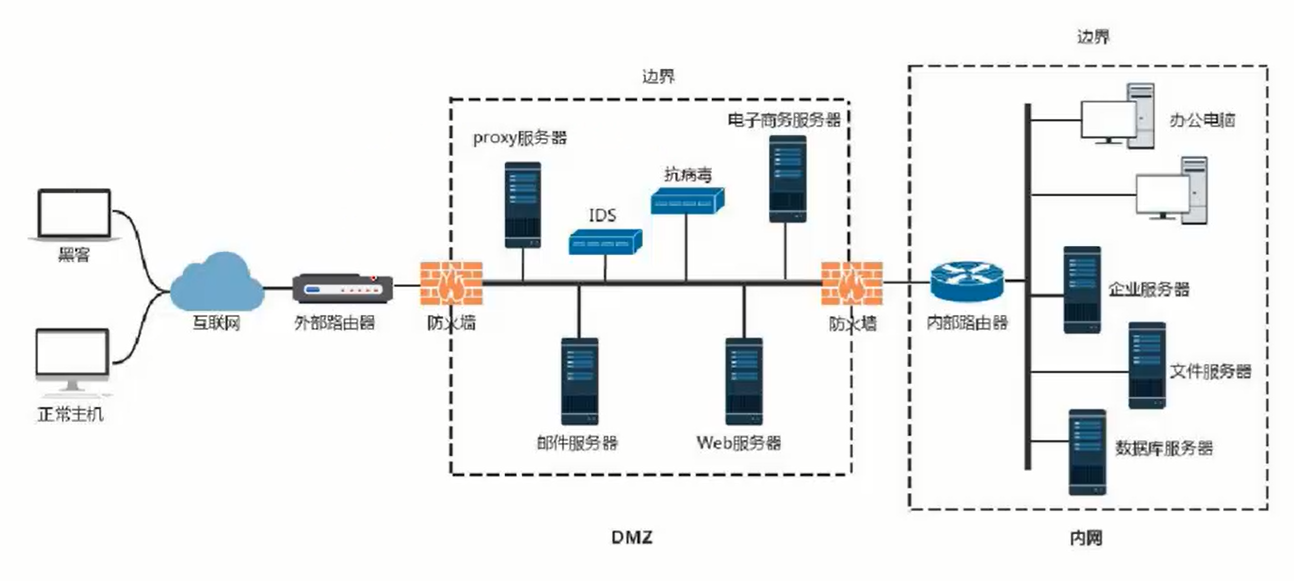 边界
边界
proxy服务器
电子商务服务器
抗病毒
IDS
办公电脑
黑客
互联网
外部路由器
防火墙
防火墙
内部路由器
企业服务器
文件服务器
正常主机
邮件服务器
Web服务器
数据库服务器
DMZ
内网